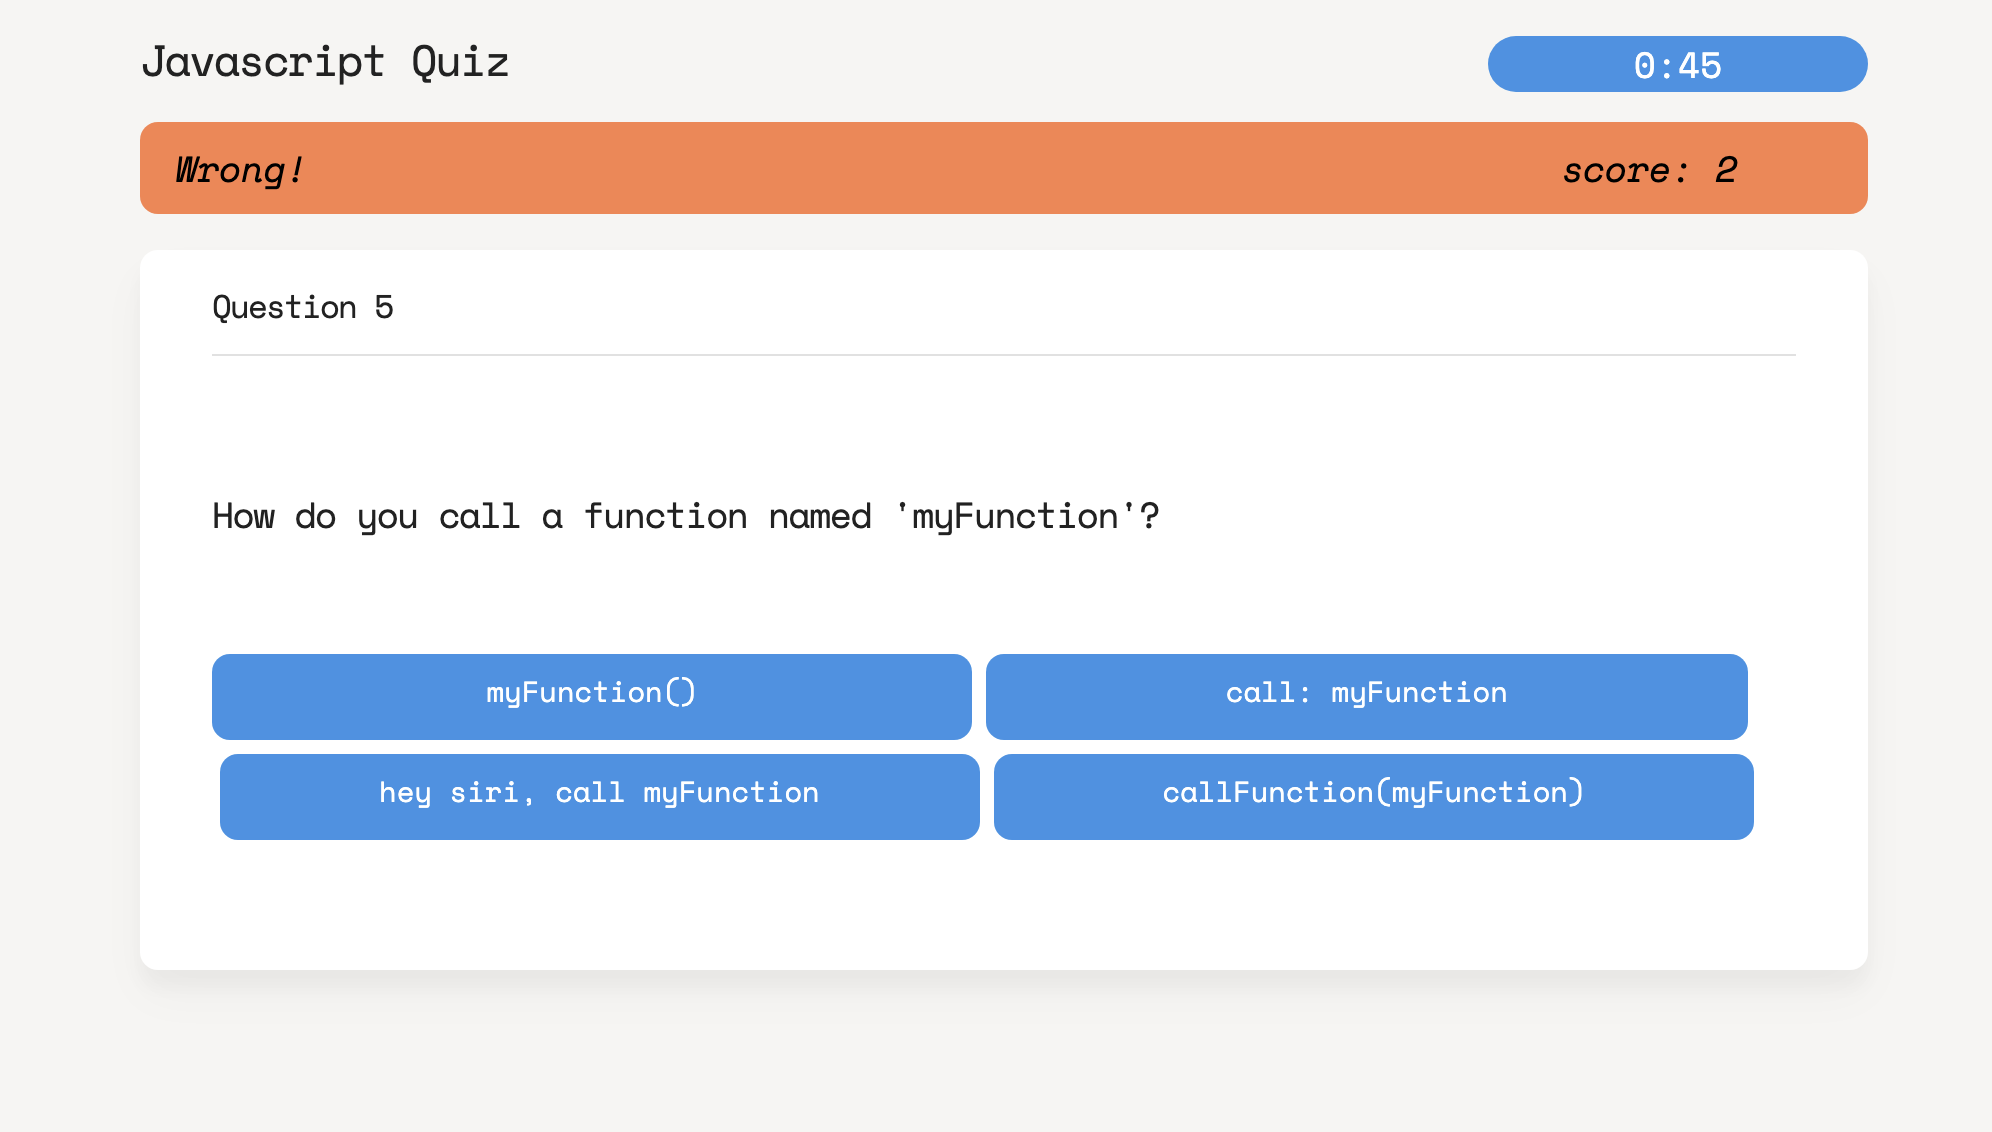 Javascript Quiz
0:45
Wrong!
score: 2
Question 5
How do you call a function named 'myFunction'?
myFunction()
call: myFunction
hey siri, call myFunction
callFunction(myFunction)